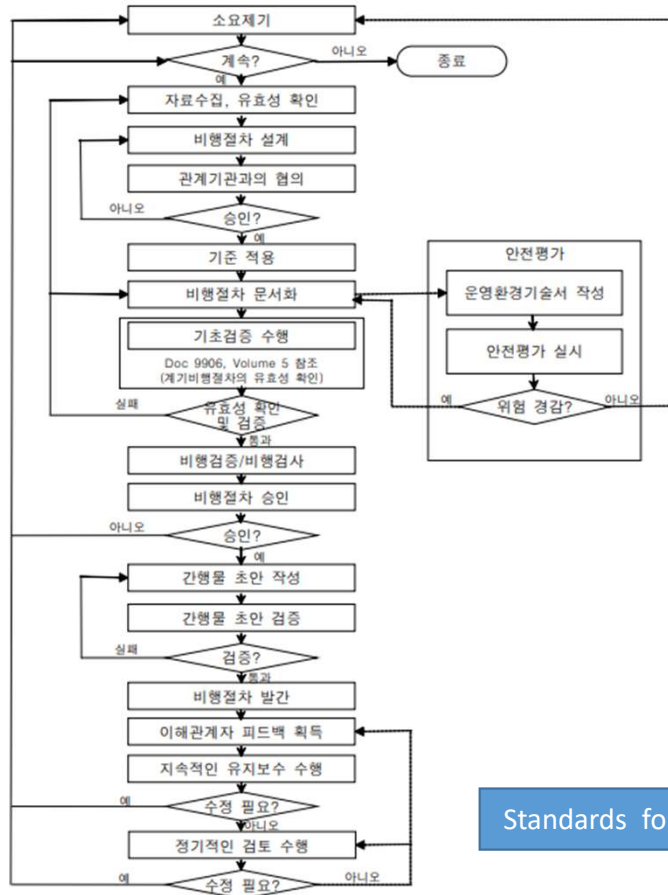 소요제기
계속?
아니오
종료
예
자료수집, 유효성 확인
비행절차 설계
관계기관과의 협의
아니오
승인?
예
기준 적용
비행절차 문서화
기초검증 수행
Doc 9906, Volume 5 참조
(계기비행절차의 유효성 확인)
실패
유효성 확인
및 검증
통과
비행검증/비행검사
비행절차 승인
아니오
승인?
예
간행물 초안 작성
간행물 초안 검증
실패
검증?
통과
비행절차 발간
이해관계자 피드백 획득
지속적인 유지보수 수행
예
수정 필요?
아니오
정기적인 검토 수행
예
수정 필요?
아니오
안전평가
운영환경기술서 작성
안전평가 실시
예
위험 경감?
아니오
Standards fo